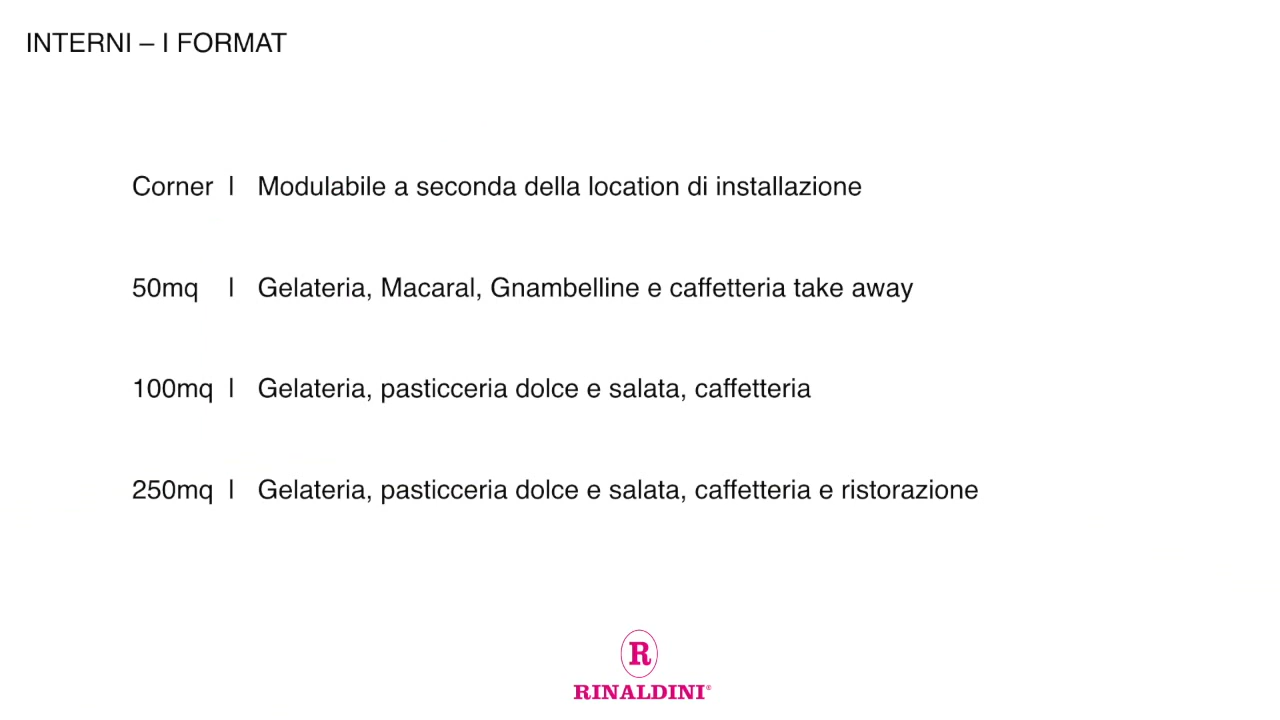 INTERNI – I FORMAT
Corner | Modulabile a seconda della location di installazione
50mq | Gelateria, Macaral, Gnambelline e caffetteria take away
100mq | Gelateria, pasticceria dolce e salata, caffetteria
250mq | Gelateria, pasticceria dolce e salata, caffetteria e ristorazione
R
RINALDINI®